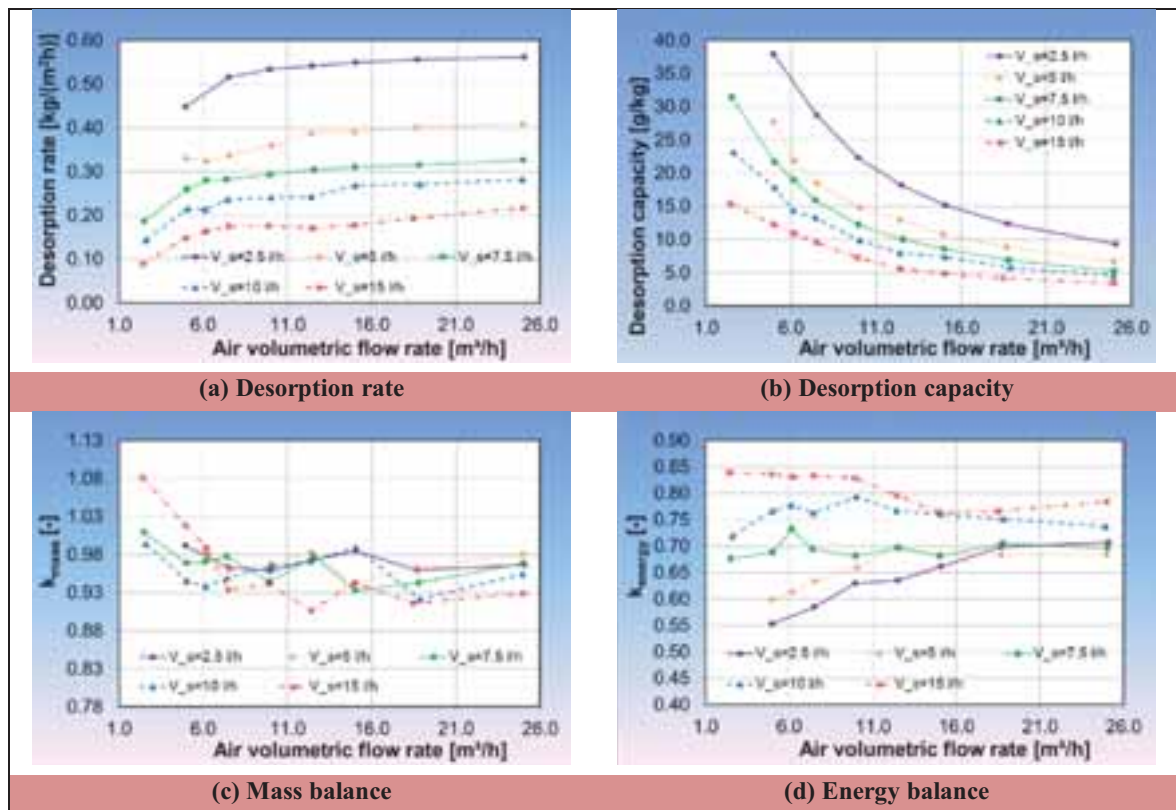 0.60
0.50
0.40
0.30
0.20
0.10
0.00
Desorption rate [kg/(m²h)]
V_s=2.5 l/h V_s=5 l/h V_s=7.5 l/h
V_s=10 l/h V_s=15 l/h
1.0 6.0 11.0 16.0 21.0 26.0
Air volumetric flow rate [m³/h]
(a) Desorption rate
40.0
35.0
30.0
25.0
20.0
15.0
10.0
5.0
0.0
Desorption capacity [g/kg]
V_s=2.5 l/h
V_s=5 l/h
V_s=7.5 l/h
V_s=10 l/h
V_s=15 l/h
1.0 6.0 11.0 16.0 21.0 26.0
Air volumetric flow rate [m³/h]
(b) Desorption capacity
1.13
1.08
1.03
0.98
0.93
0.88
0.83
0.78
k_mass [-]
V_s=2.5 l/h V_s=5 l/h V_s=7.5 l/h
V_s=10 l/h V_s=15 l/h
1.0 6.0 11.0 16.0 21.0 26.0
Air volumetric flow rate [m³/h]
(c) Mass balance
0.90
0.85
0.80
0.75
0.70
0.65
0.60
0.55
0.50
0.45
0.40
k_energy [-]
V_s=2.5 l/h V_s=5 l/h V_s=7.5 l/h
V_s=10 l/h V_s=15 l/h
1.0 6.0 11.0 16.0 21.0 26.0
Air volumetric flow rate [m³/h]
(d) Energy balance